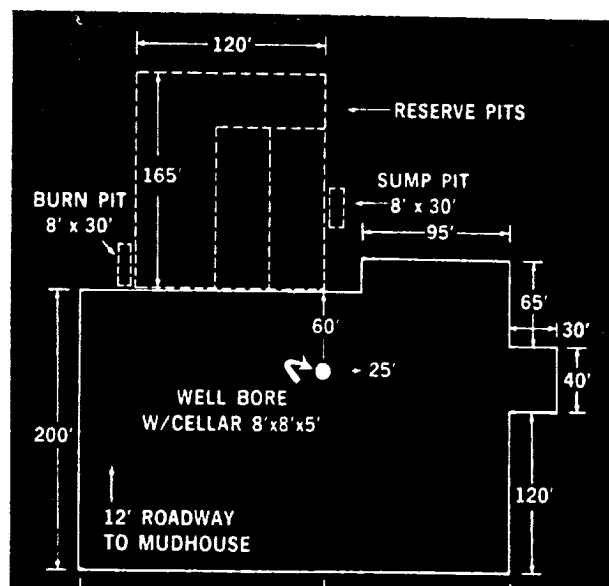 120'
RESERVE PITS
165'
SUMP PIT
8' x 30'
BURN PIT
8' x 30'
95'
65'
30'
60'
40'
25'
WELL BORE
W/CELLAR 8'x8'x5'
200'
120'
12' ROADWAY
TO MUDHOUSE